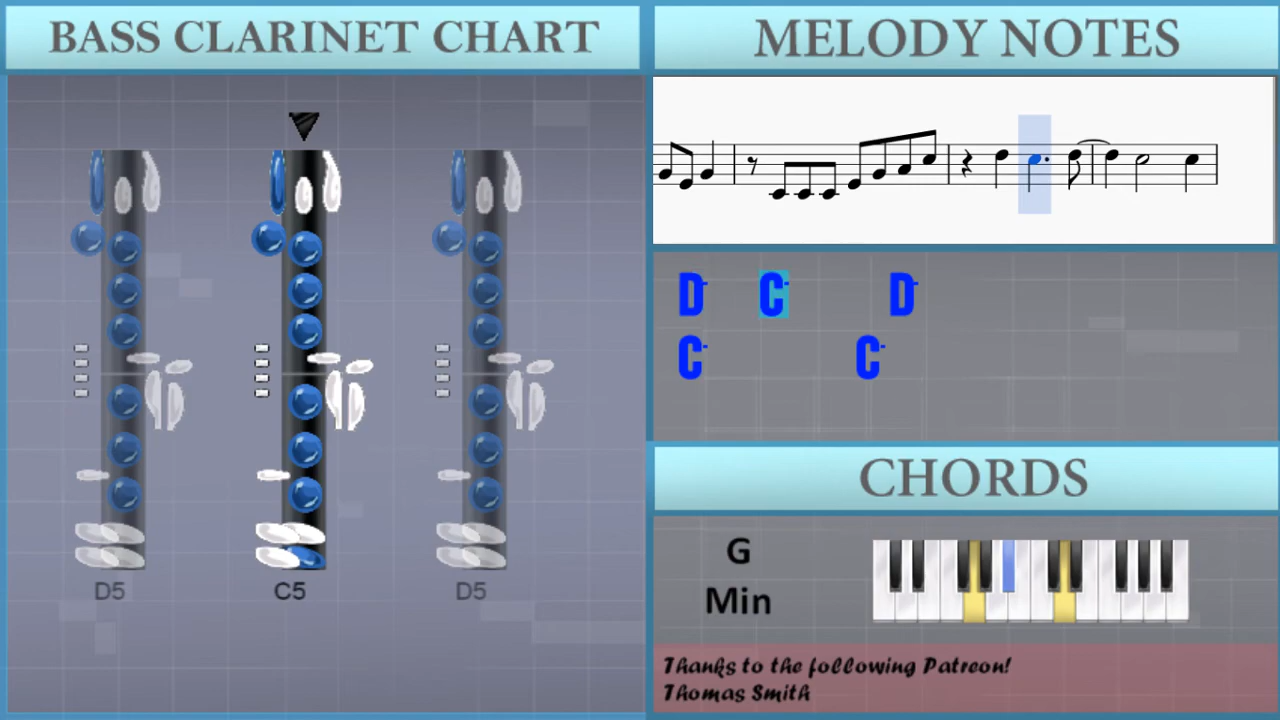 BASS CLARINET CHART
D5
C5
D5
MELODY NOTES
D- C- D-
C- C-
CHORDS
G
Min
Thanks to the following Patreon!
Thomas Smith